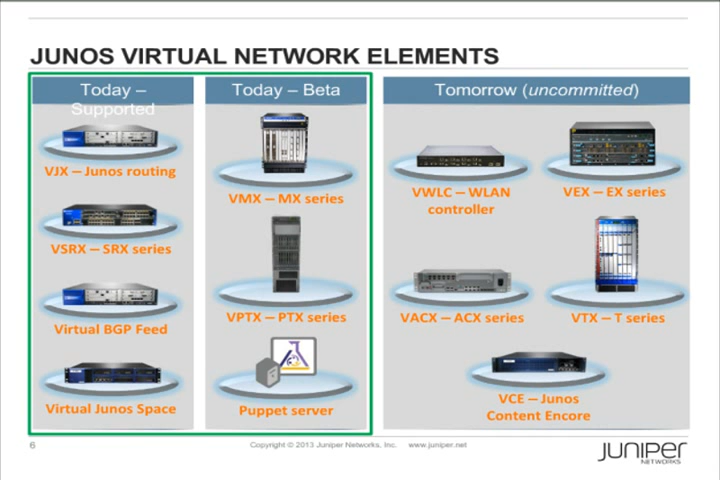 JUNOS VIRTUAL NETWORK ELEMENTS
Today –
Supported
VJX – Junos routing
VSRX – SRX series
Virtual BGP Feed
Virtual Junos Space
Today – Beta
VMX – MX series
VPTX – PTX series
Puppet server
Tomorrow (uncommitted)
VWLC – WLAN
controller
VEX – EX series
VACX – ACX series
VTX – T series
VCE – Junos
Content Encore
6
Copyright © 2013 Juniper Networks, Inc. www.juniper.net
JUNIPER
NETWORKS